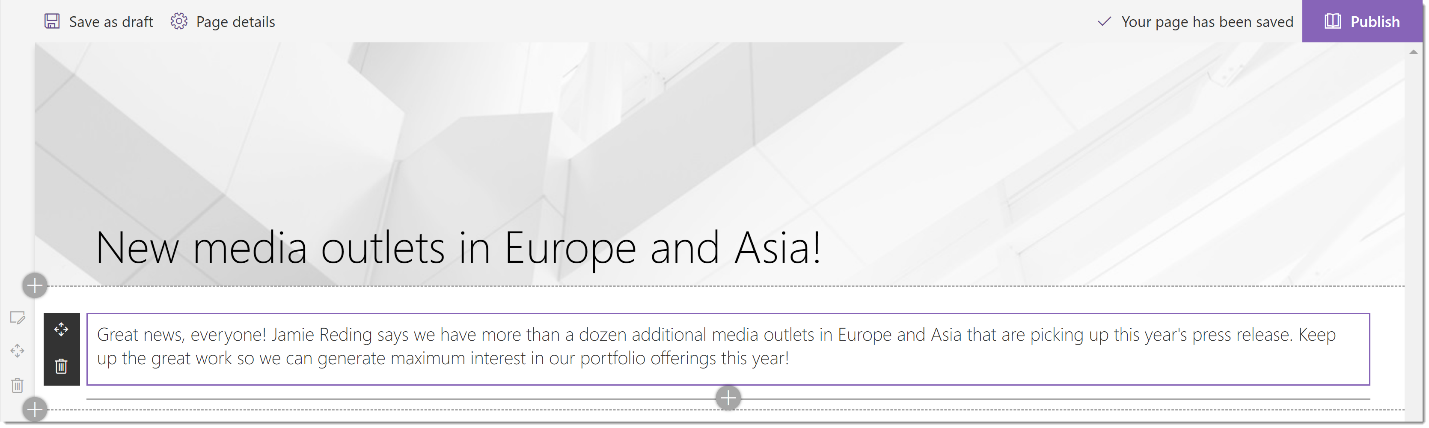 Save as draft
Page details
Your page has been saved
Publish
New media outlets in Europe and Asia!
Great news, everyone! Jamie Reding says we have more than a dozen additional media outlets in Europe and Asia that are picking up this year's press release. Keep
up the great work so we can generate maximum interest in our portfolio offerings this year!